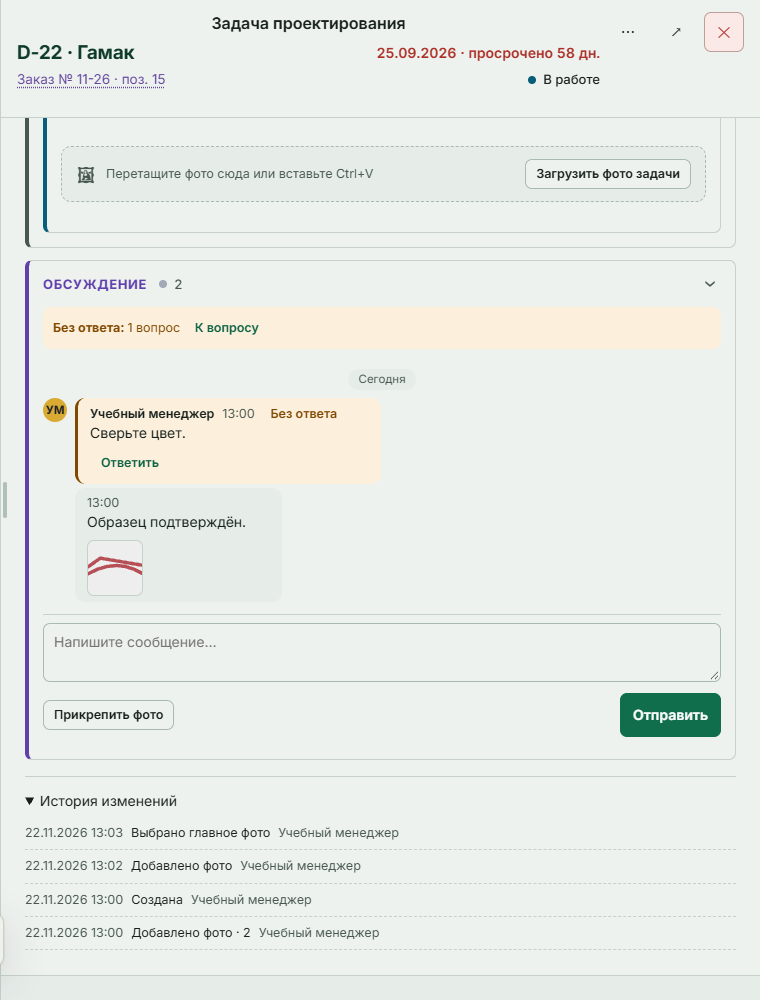 Задача проектирования
D-22 · Гамак
25.09.2026 · просрочено 58 дн.
Заказ № 11-26 · поз. 15
В работе
Перетащите фото сюда или вставьте Ctrl+V
Загрузить фото задачи
ОБСУЖДЕНИЕ 2
Без ответа: 1 вопрос К вопросу
Сегодня
УМ
Учебный менеджер 13:00 Без ответа
Сверьте цвет.
Ответить
13:00
Образец подтверждён.
Напишите сообщение...
Прикрепить фото
Отправить
История изменений
22.11.2026 13:03 Выбрано главное фото Учебный менеджер
22.11.2026 13:02 Добавлено фото Учебный менеджер
22.11.2026 13:00 Создана Учебный менеджер
22.11.2026 13:00 Добавлено фото · 2 Учебный менеджер